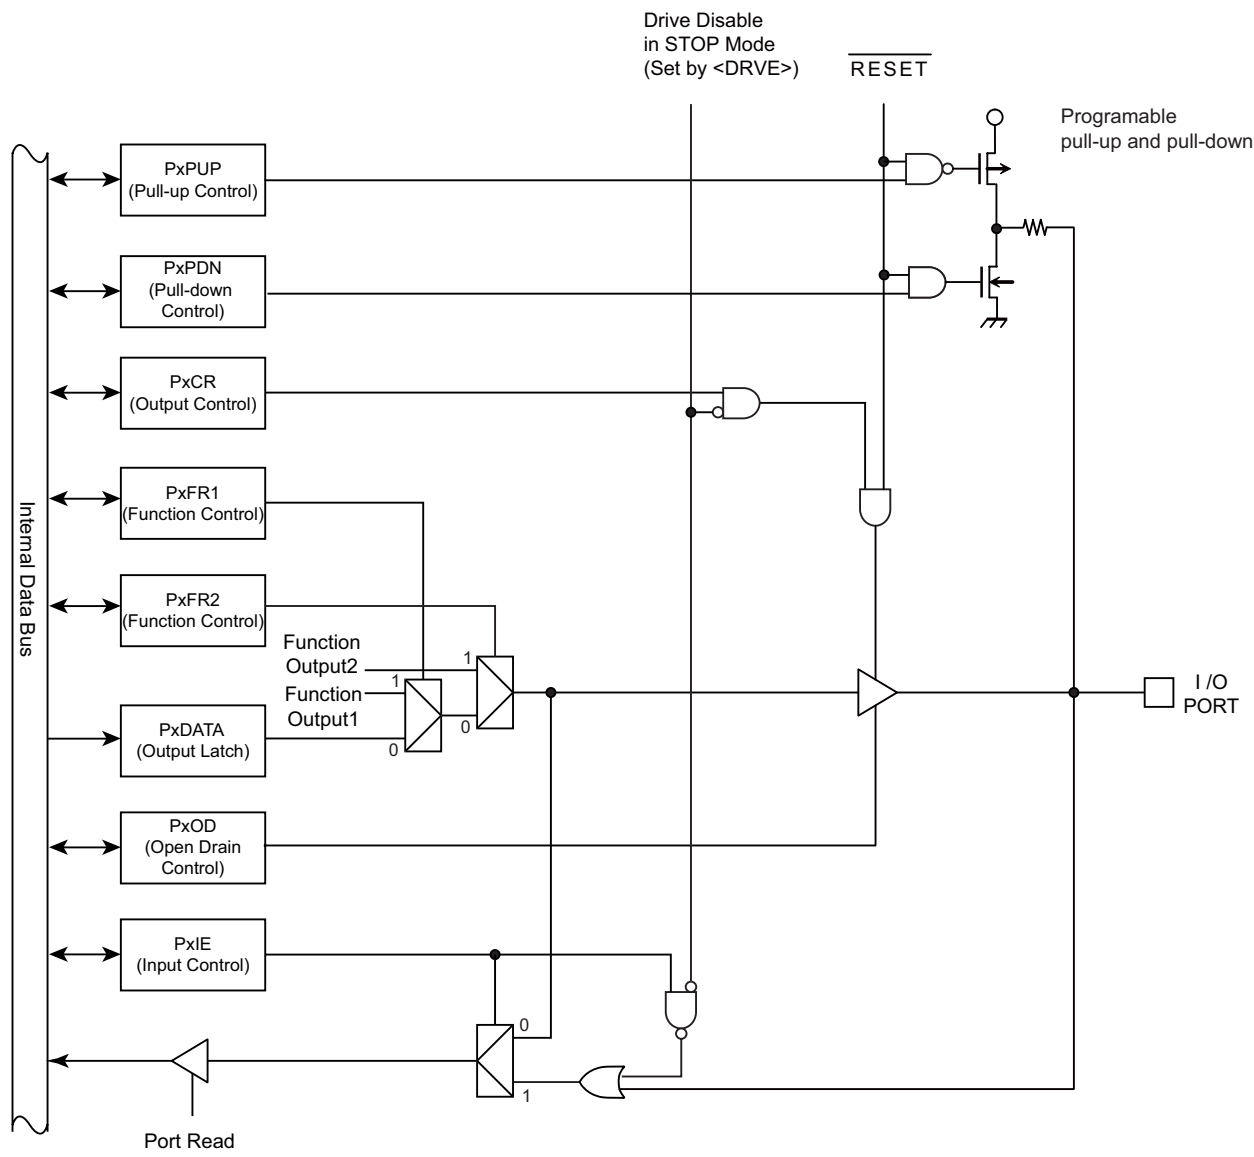 Drive Disable
in STOP Mode
(Set by <DRVE>)
RESET
Programable
pull-up and pull-down
PxPUP
(Pull-up Control)
PxPDN
(Pull-down
Control)
PxCR
(Output Control)
PxFR1
(Function Control)
Internal Data Bus
PxFR2
(Function Control)
Function
Output2
1
Function
Output1
1
0
0
I /O
PORT
PxDATA
(Output Latch)
PxOD
(Open Drain
Control)
PxIE
(Input Control)
0
1
Port Read